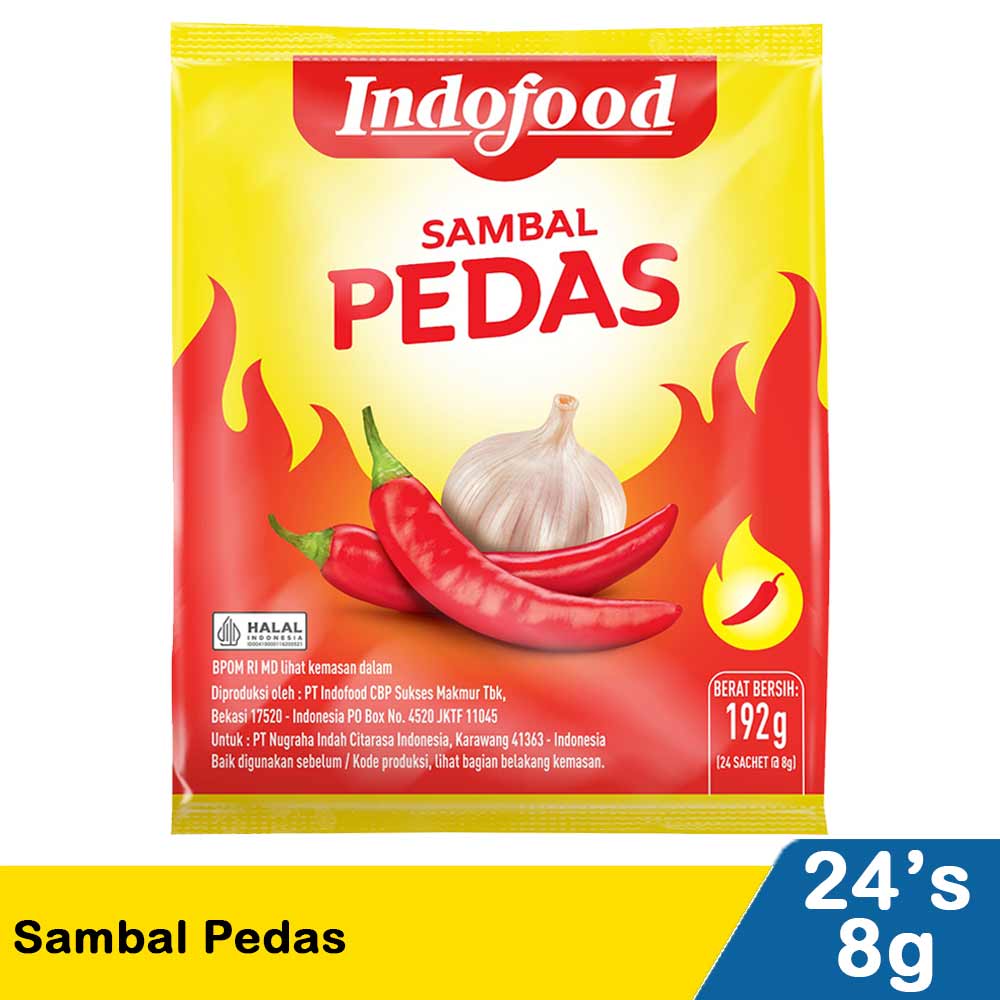 Indofood
SAMBAL
PEDAS
HALAL
INDONESIA
BPOM RI MD lihat kemasan dalam
Diproduksi oleh : PT Indofood CBP Sukses Makmur Tbk,
Bekasi 17520 - Indonesia PO Box No. 4520 JKTF 11045
Untuk : PT Nugraha Indah Citarasa Indonesia, Karawang 41363 - Indonesia
Baik digunakan sebelum / Kode produksi, lihat bagian belakang kemasan.
BERAT BERSIH:
192g
(24 SACHET @ 8g)
Sambal Pedas
24's
8g